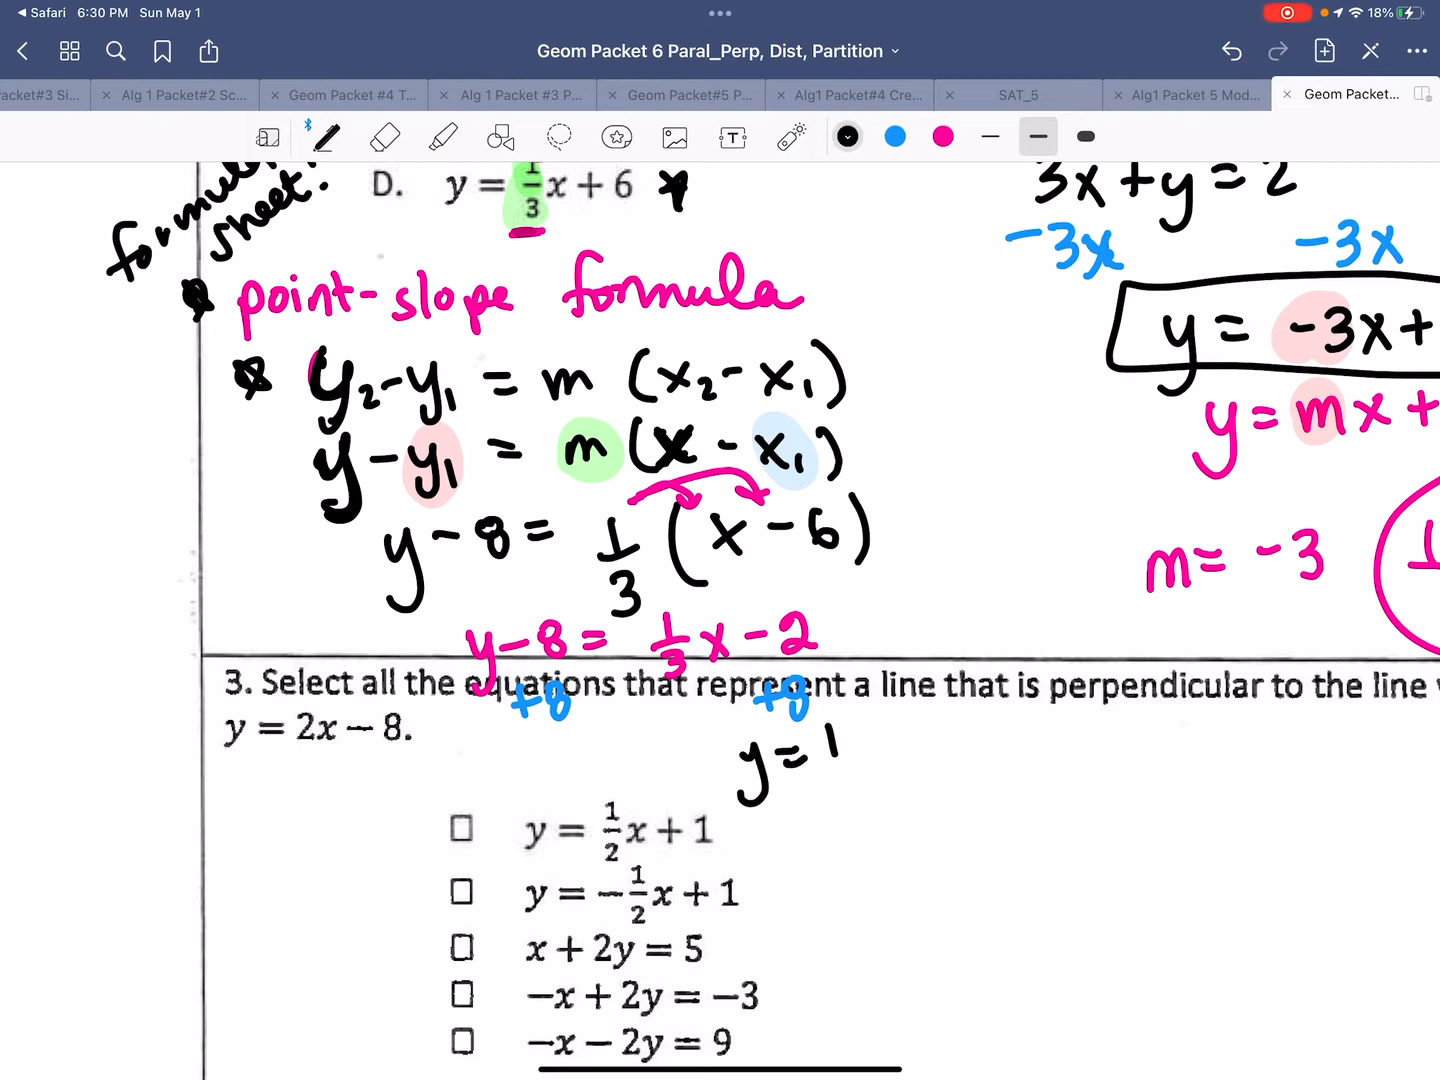 Safari 6:30 PM Sun May 1
18%
Geom Packet 6 Paral_Perp, Dist, Partition
acket#3 Si... Alg 1 Packet#2 Sc... Geom Packet #4 T... Alg 1 Packet #3 P... Geom Packet#5 P... Alg1 Packet#4 Cre... SAT_5 Alg1 Packet 5 Mod... Geom Packet...
sheet!
D. y = 1/3 x + 6
3x + y = 2
-3x -3x
point-slope formula
y = -3x +
y₂ - y₁ = m (x₂ - x₁)
y = mx +
y - y₁ = m (x - x₁)
y - 8 = 1/3 (x - 6)
m = -3
y - 8 = 1/3 x - 2
+8 +8
3. Select all the equations that represent a line that is perpendicular to the line
y = 2x - 8.
y = 1
□ y = 1/2 x + 1
□ y = -1/2 x + 1
□ x + 2y = 5
□ -x + 2y = -3
□ -x - 2y = 9